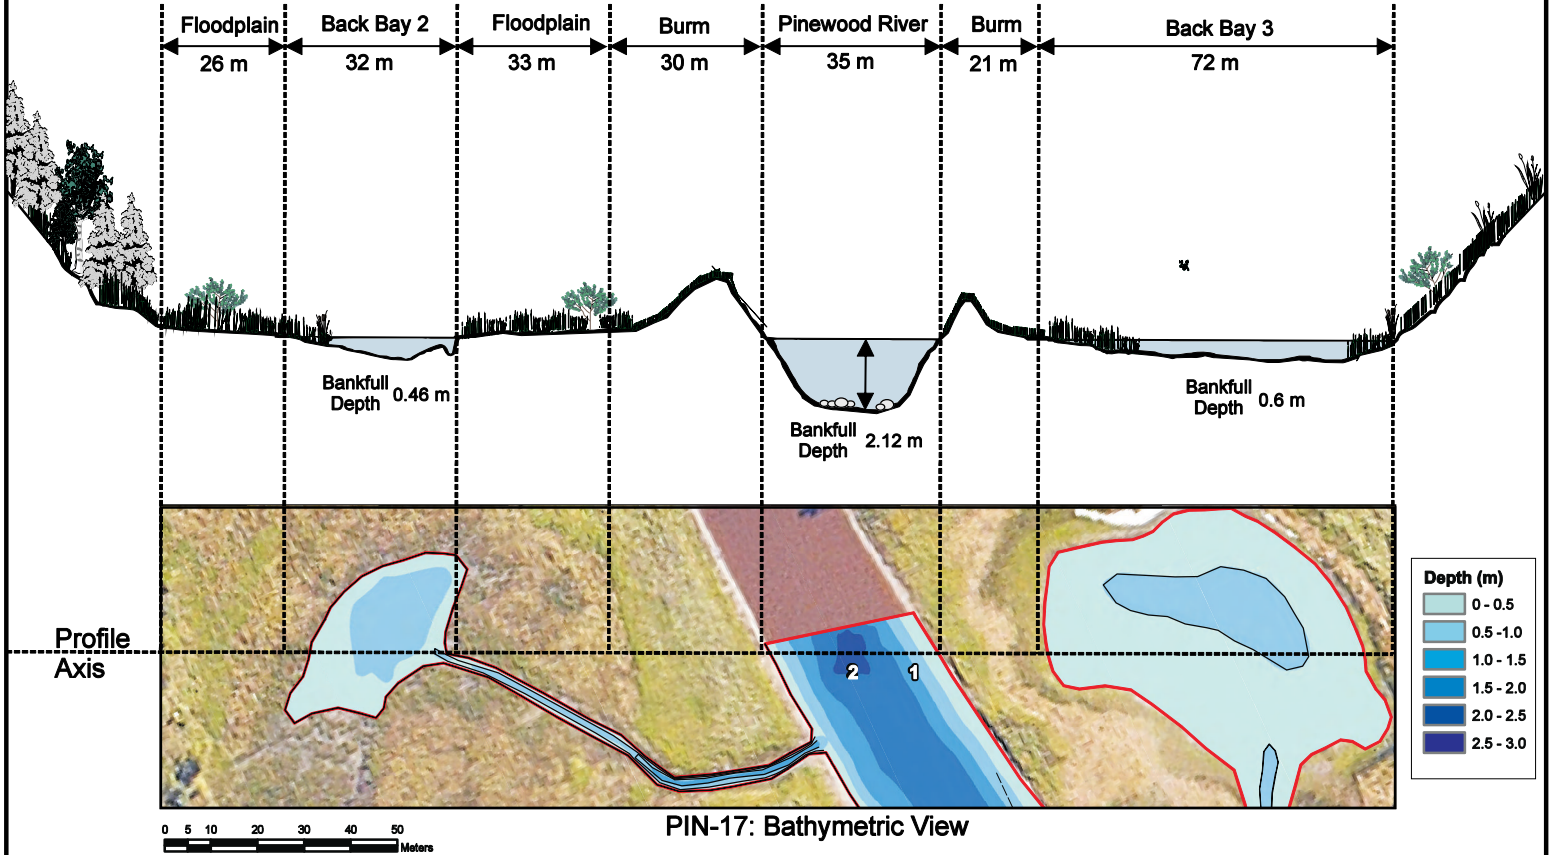 Floodplain
Back Bay 2
Floodplain
Burm
Pinewood River
Burm
Back Bay 3
26 m
32 m
33 m
30 m
35 m
21 m
72 m
Bankfull
Depth 0.46 m
Bankfull
Depth 2.12 m
Bankfull
Depth 0.6 m
Profile
Axis
2
1
Depth (m)
0 - 0.5
0.5 -1.0
1.0 - 1.5
1.5 - 2.0
2.0 - 2.5
2.5 - 3.0
PIN-17: Bathymetric View
0 5 10 20 30 40 50
Meters